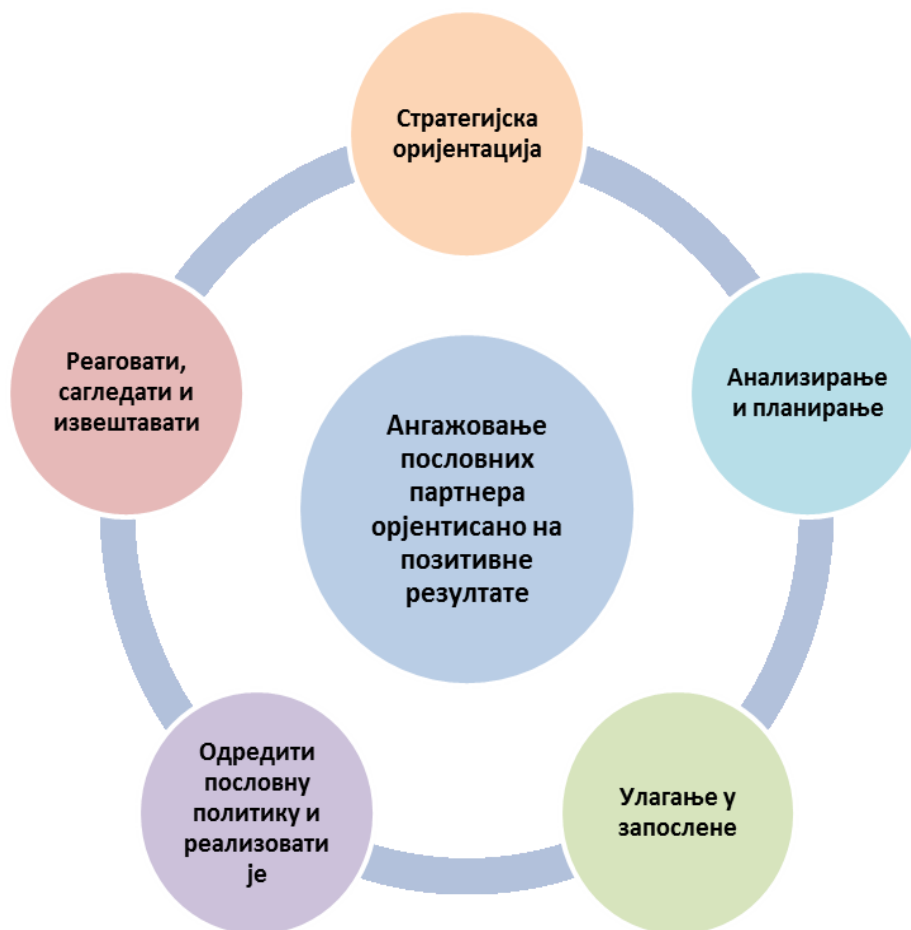 Стратегијска
оријентација
Анализирање
и планирање
Улагање у
запослене
Одредити
пословну
политику и
реализовати
је
Реаговати,
сагледати и
извештавати
Ангажовање
пословних
партнера
орјентисано на
позитивне
резултате